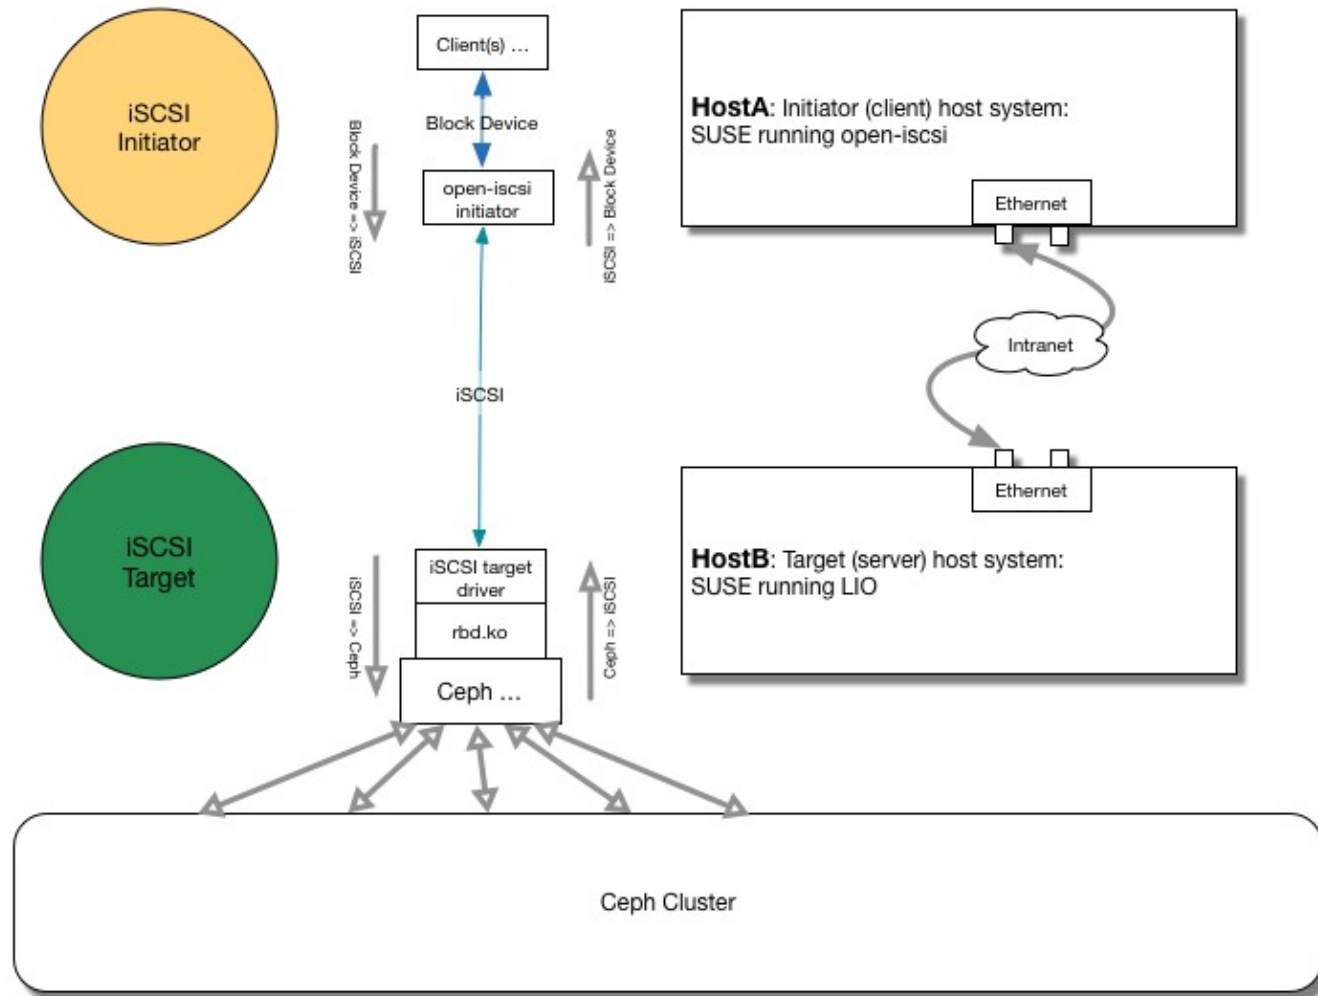 iSCSI
Initiator
Client(s) ...
Block Device
Block Device => iSCSI
iSCSI => Block Device
open-iscsi
initiator
HostA: Initiator (client) host system:
SUSE running open-iscsi
Ethernet
Intranet
iSCSI
iSCSI
Target
iSCSI target
driver
rbd.ko
Ceph ...
iSCSI => Ceph
Ceph => iSCSI
Ethernet
HostB: Target (server) host system:
SUSE running LIO
Ceph Cluster